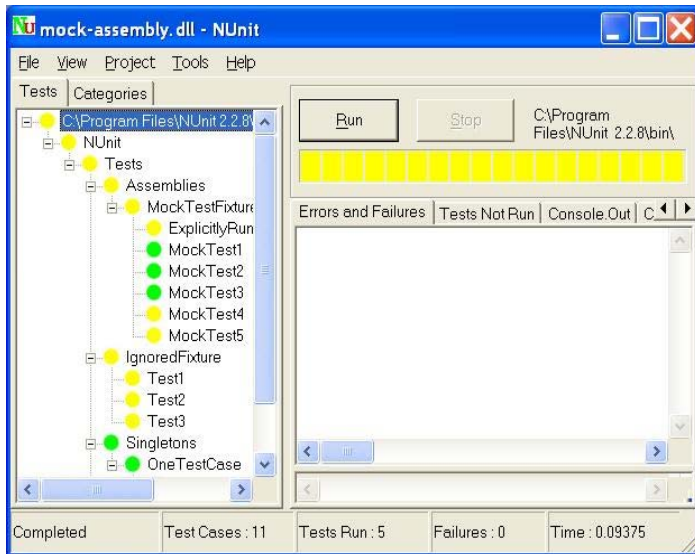 mock-assembly.dll - NUnit
File View Project Tools Help
Tests Categories
C:\Program Files\NUnit 2.2.8\
NUnit
Tests
Assemblies
MockTestFixture
ExplicitlyRun
MockTest1
MockTest2
MockTest3
MockTest4
MockTest5
IgnoredFixture
Test1
Test2
Test3
Singletons
OneTestCase
Run
Stop
C:\Program
Files\NUnit 2.2.8\bin\
Errors and Failures Tests Not Run Console.Out C
Completed Test Cases : 11 Tests Run : 5 Failures : 0 Time : 0.09375